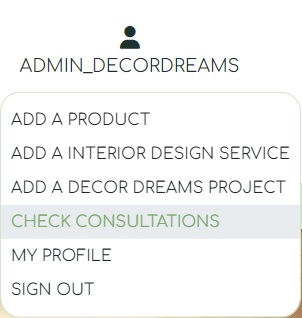 ADMIN_DECORDREAMS
ADD A PRODUCT
ADD A INTERIOR DESIGN SERVICE
ADD A DECOR DREAMS PROJECT
CHECK CONSULTATIONS
MY PROFILE
SIGN OUT